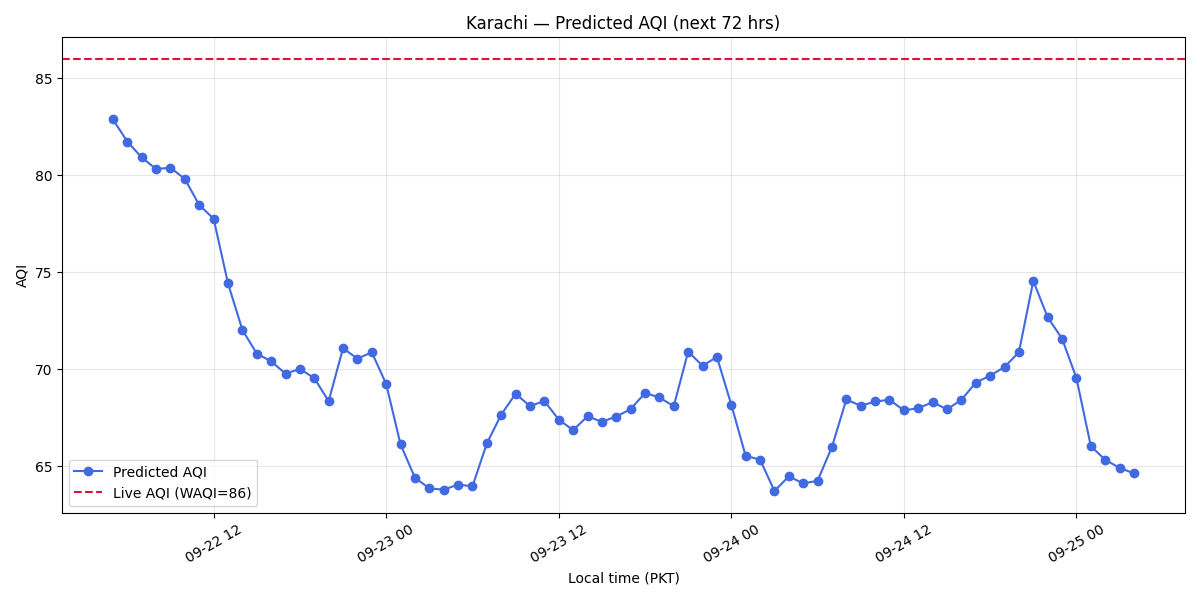 Karachi — Predicted AQI (next 72 hrs)
AQI
85
80
75
70
65
Predicted AQI
Live AQI (WAQI=86)
09-22 12
09-23 00
09-23 12
09-24 00
09-24 12
09-25 00
Local time (PKT)